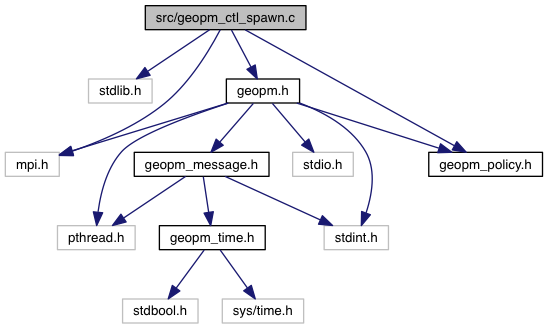 src/geopm_ctl_spawn.c
stdlib.h
geopm.h
mpi.h
geopm_message.h
stdio.h
geopm_policy.h
pthread.h
geopm_time.h
stdint.h
stdbool.h
sys/time.h